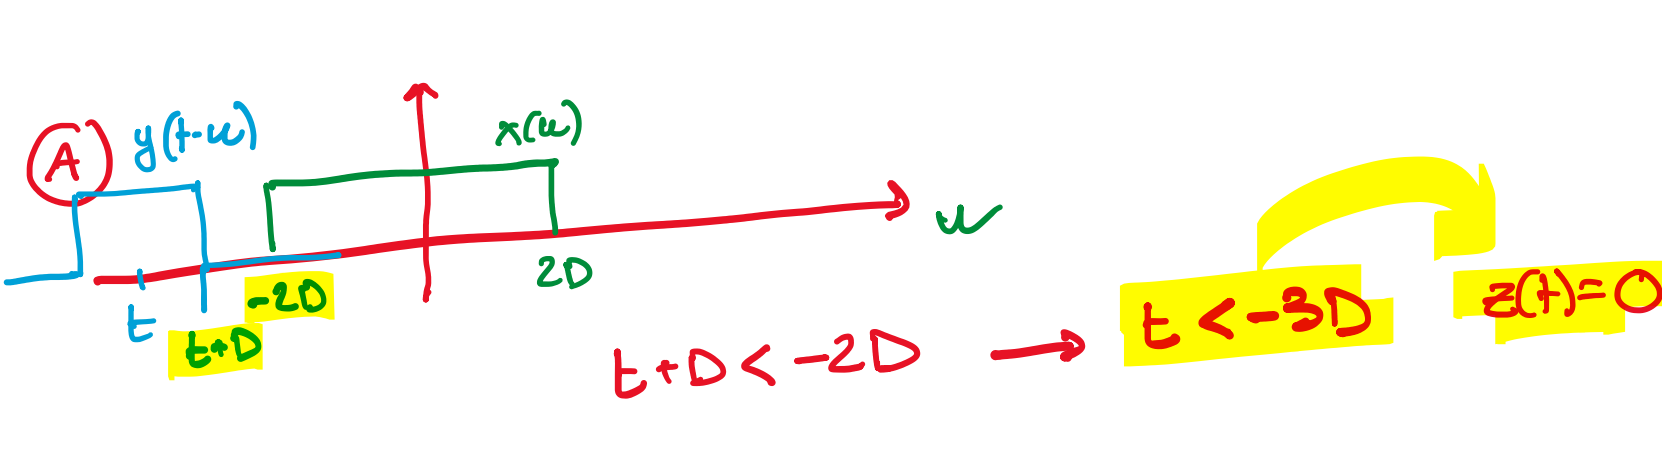 A
y(t-u)
x(u)
u
-2D
2D
t
t+D
t+D < -2D → t < -3D
z(t)=0